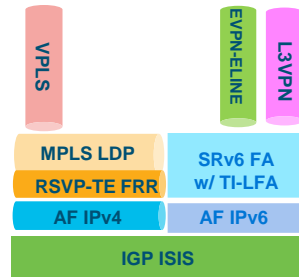 VPLS
EVPN-ELINE
L3VPN
MPLS LDP
RSVP-TE FRR
SRv6 FA
w/ TI-LFA
AF IPv4
AF IPv6
IGP ISIS